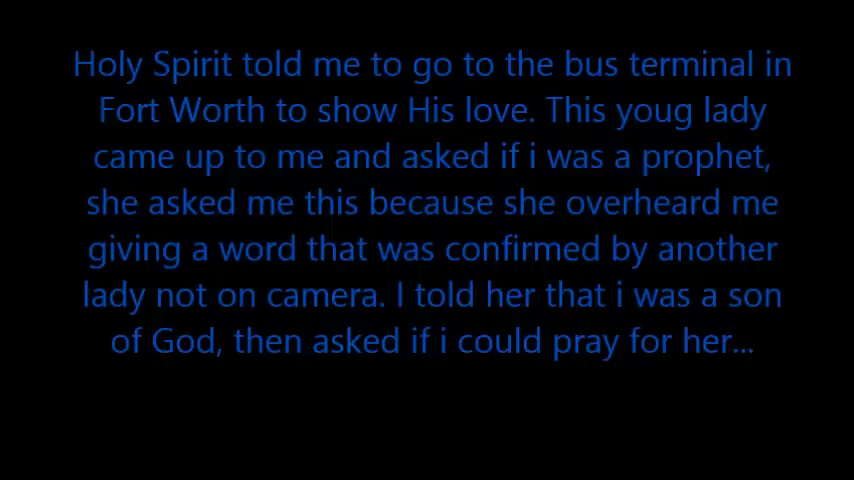 Holy Spirit told me to go to the bus terminal in
Fort Worth to show His love. This youg lady
came up to me and asked if i was a prophet,
she asked me this because she overheard me
giving a word that was confirmed by another
lady not on camera. I told her that i was a son
of God, then asked if i could pray for her...